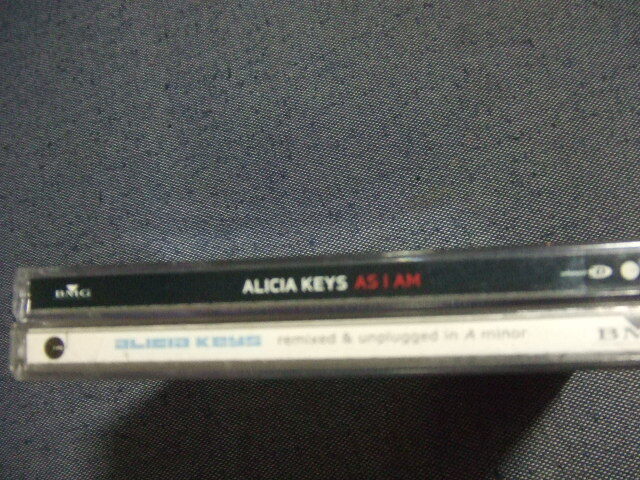 BMG ALICIA KEYS AS I AM
alicia keys remixed & unplugged in A minor